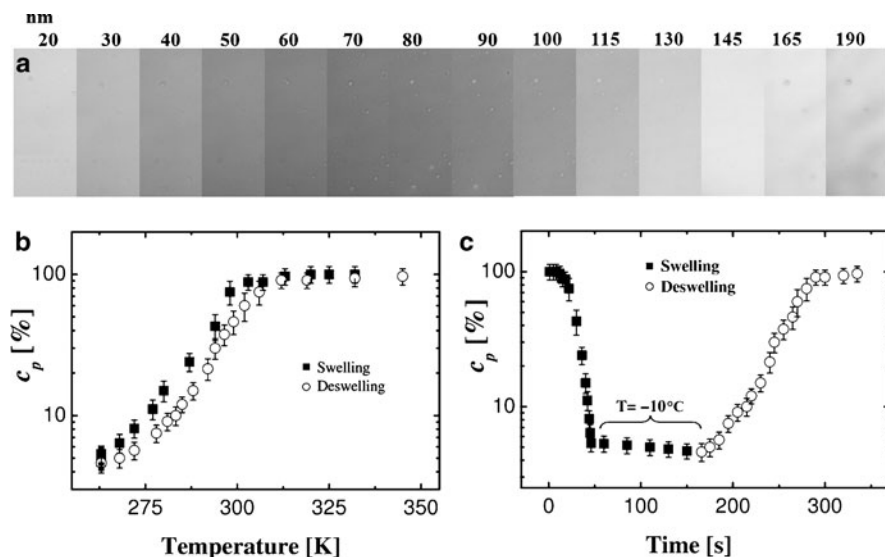 nm
20 30 40 50 60 70 80 90 100 115 130 145 165 190
a
b
c
100
10
c_p [%]
Swelling
Deswelling
275 300 325 350
Temperature [K]
100
10
c_p [%]
Swelling
Deswelling
T= −10°C
0 100 200 300
Time [s]